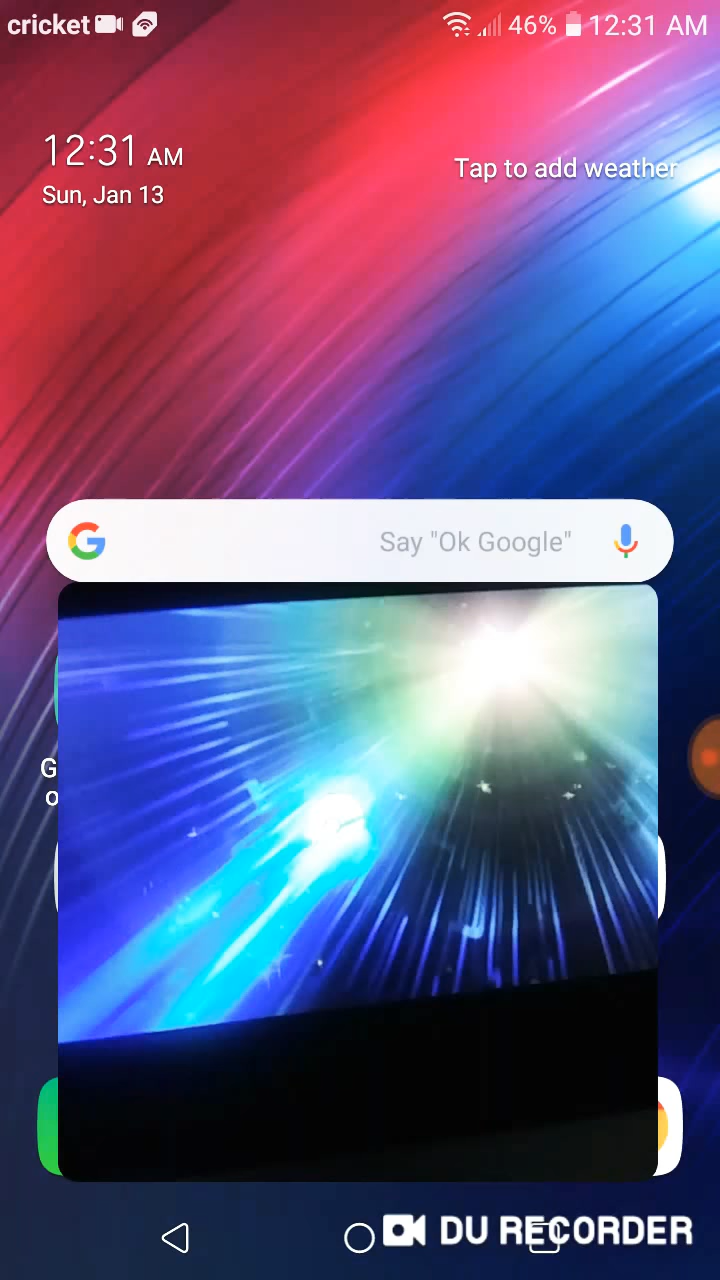 cricket 46% 12:31 AM
12:31 AM
Tap to add weather
Sun, Jan 13
Say "Ok Google"
G
o
DU RECORDER